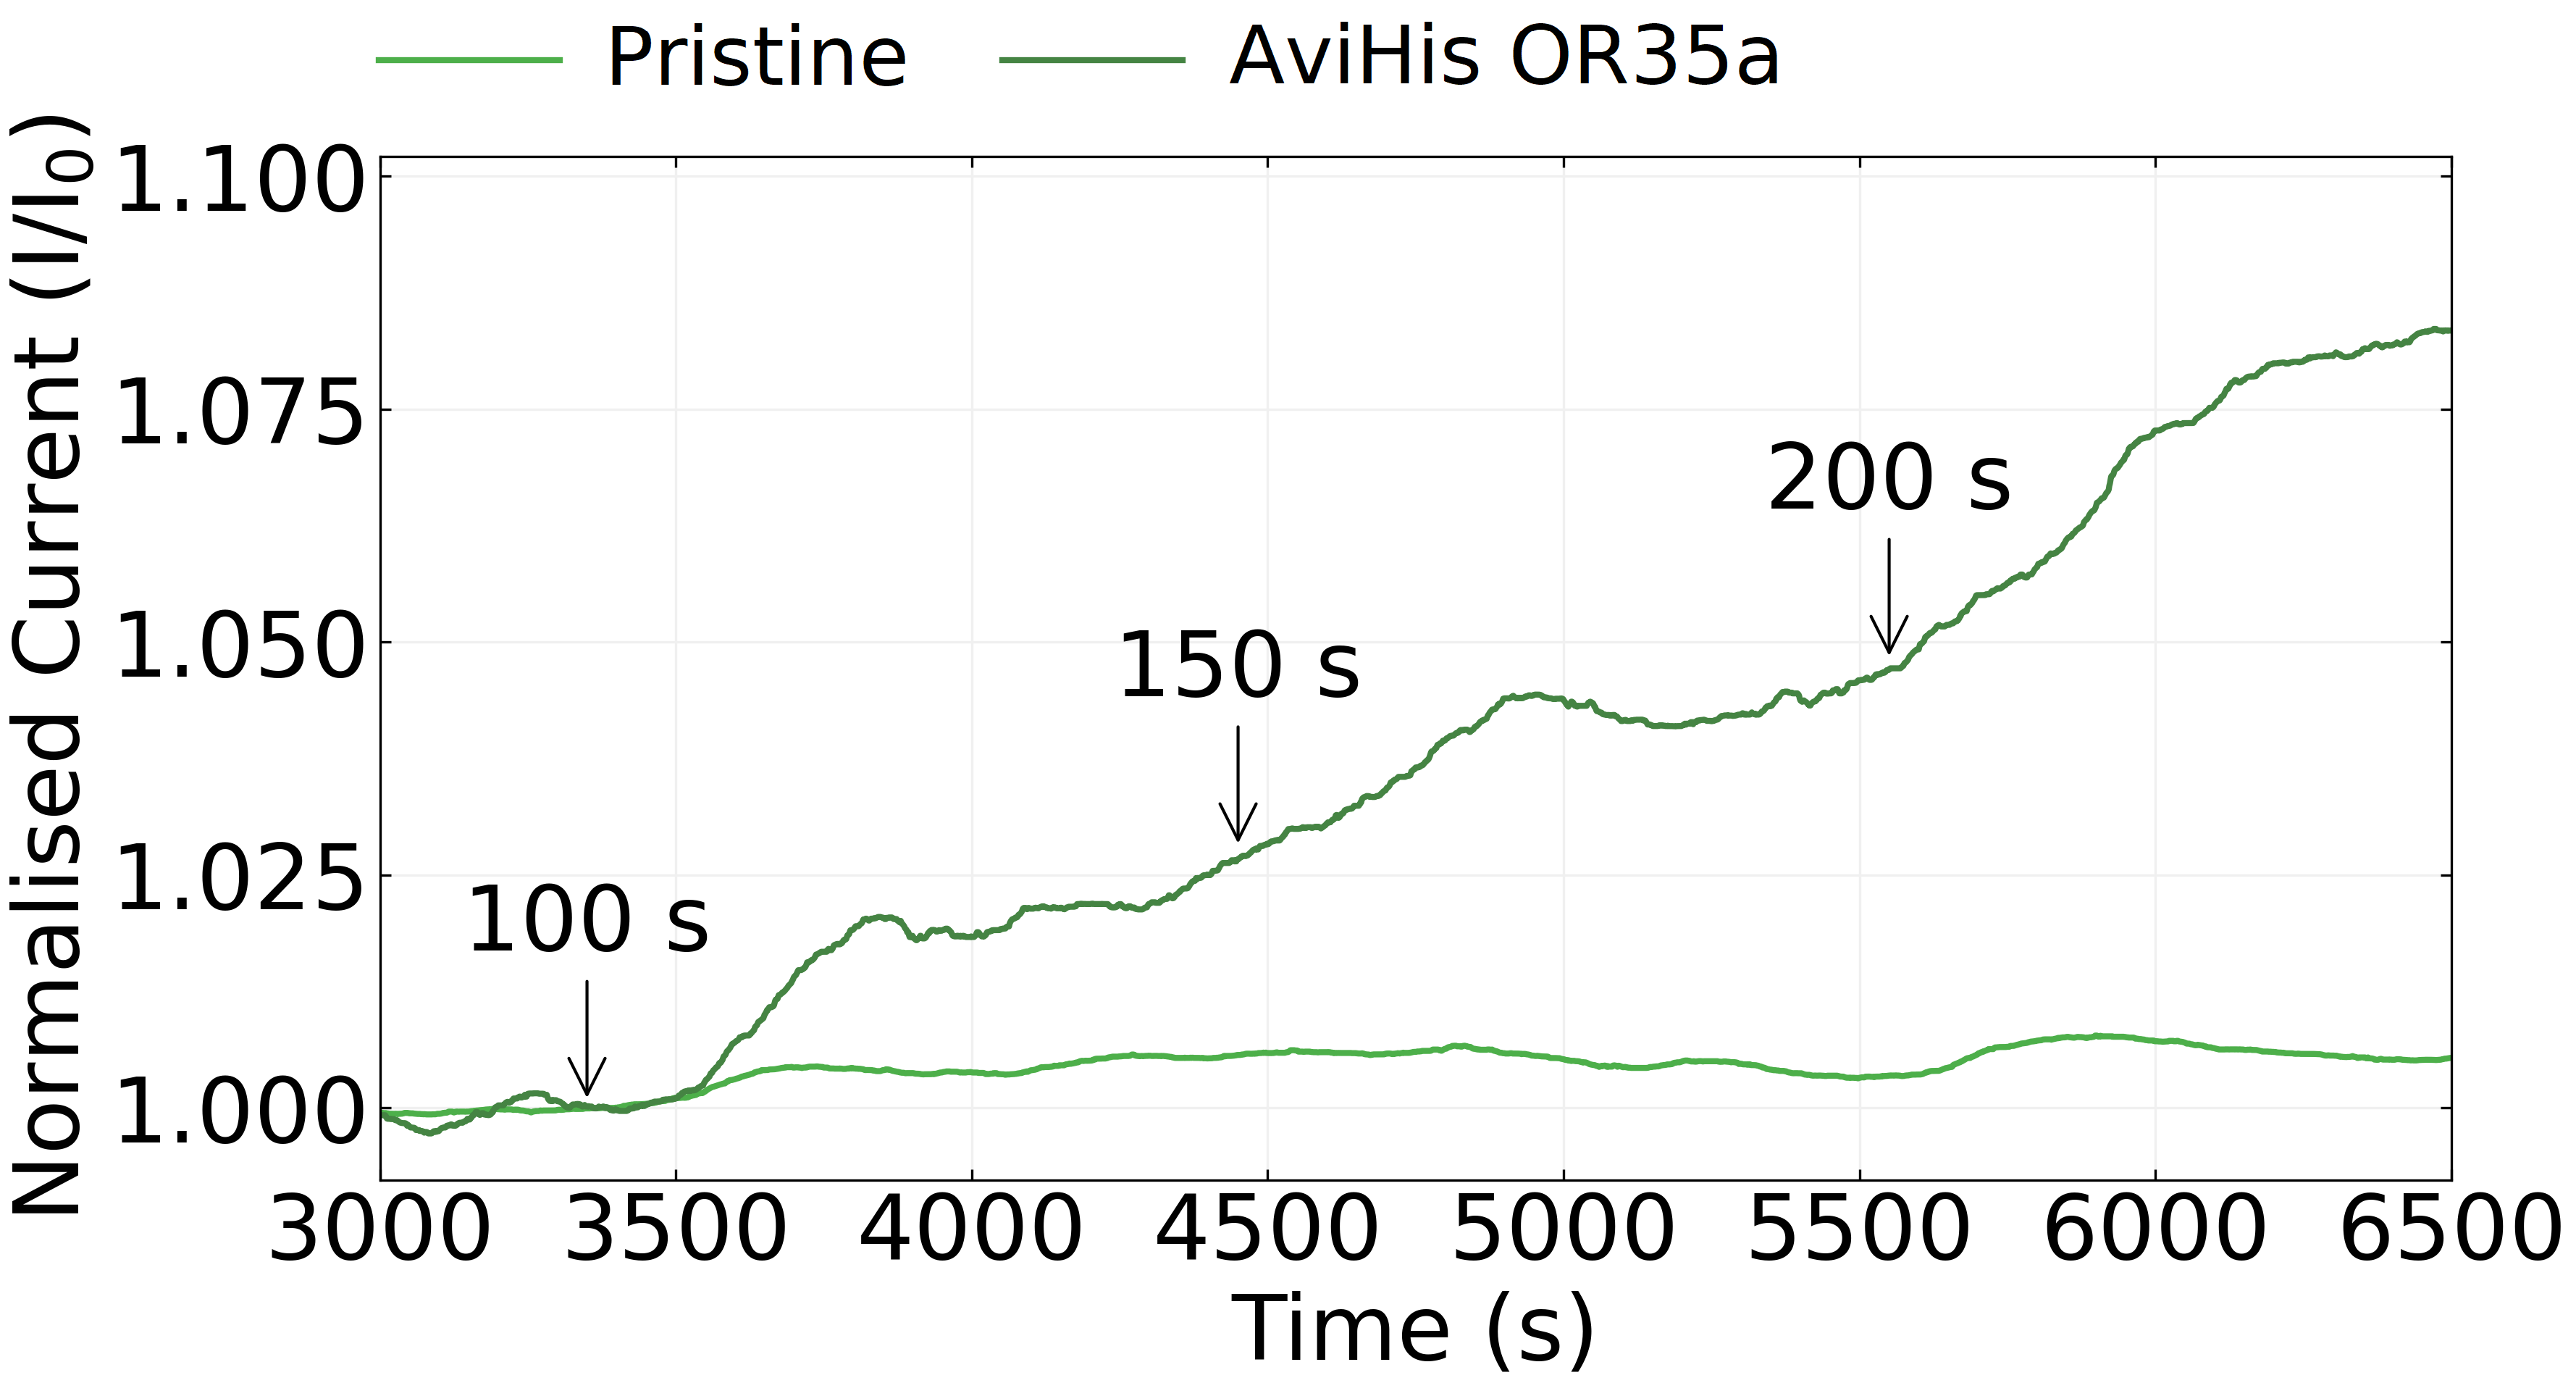 Pristine AviHis OR35a
Normalised Current (I/I₀)
1.100
1.075
1.050
1.025
1.000
200 s
150 s
100 s
3000 3500 4000 4500 5000 5500 6000 6500
Time (s)